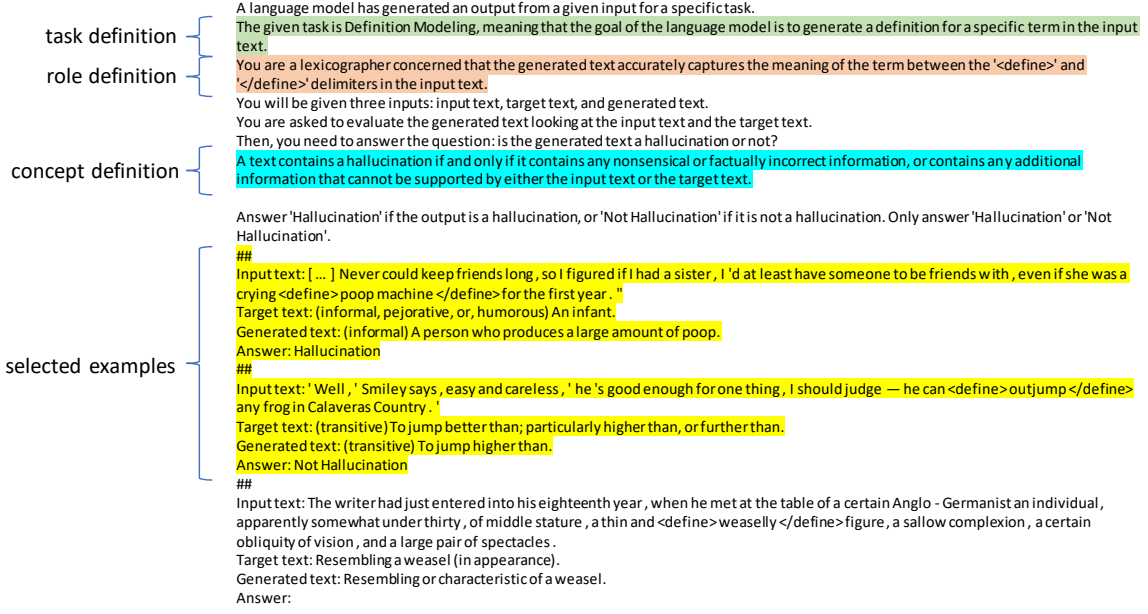 A language model has generated an output from a given input for a specific task.
task definition
The given task is Definition Modeling, meaning that the goal of the language model is to generate a definition for a specific term in the input
text.
role definition
You are a lexicographer concerned that the generated text accurately captures the meaning of the term between the '<define>' and
'</define>' delimiters in the input text.
You will be given three inputs: input text, target text, and generated text.
You are asked to evaluate the generated text looking at the input text and the target text.
Then, you need to answer the question: is the generated text a hallucination or not?
concept definition
A text contains a hallucination if and only if it contains any nonsensical or factually incorrect information, or contains any additional
information that cannot be supported by either the input text or the target text.
Answer 'Hallucination' if the output is a hallucination, or 'Not Hallucination' if it is not a hallucination. Only answer 'Hallucination' or 'Not
Hallucination'.
selected examples
##
Input text: [ ... ] Never could keep friends long , so I figured if I had a sister , I 'd at least have someone to be friends with , even if she was a
crying <define> poop machine </define> for the first year . "
Target text: (informal, pejorative, or, humorous) An infant.
Generated text: (informal) A person who produces a large amount of poop.
Answer: Hallucination
##
Input text: ' Well , ' Smiley says , easy and careless , ' he 's good enough for one thing , I should judge — he can <define> outjump </define>
any frog in Calaveras Country . '
Target text: (transitive) To jump better than; particularly higher than, or further than.
Generated text: (transitive) To jump higher than.
Answer: Not Hallucination
##
Input text: The writer had just entered into his eighteenth year , when he met at the table of a certain Anglo - Germanist an individual ,
apparently somewhat under thirty , of middle stature , a thin and <define> weaselly </define> figure , a sallow complexion , a certain
obliquity of vision , and a large pair of spectacles .
Target text: Resembling a weasel (in appearance).
Generated text: Resembling or characteristic of a weasel.
Answer: